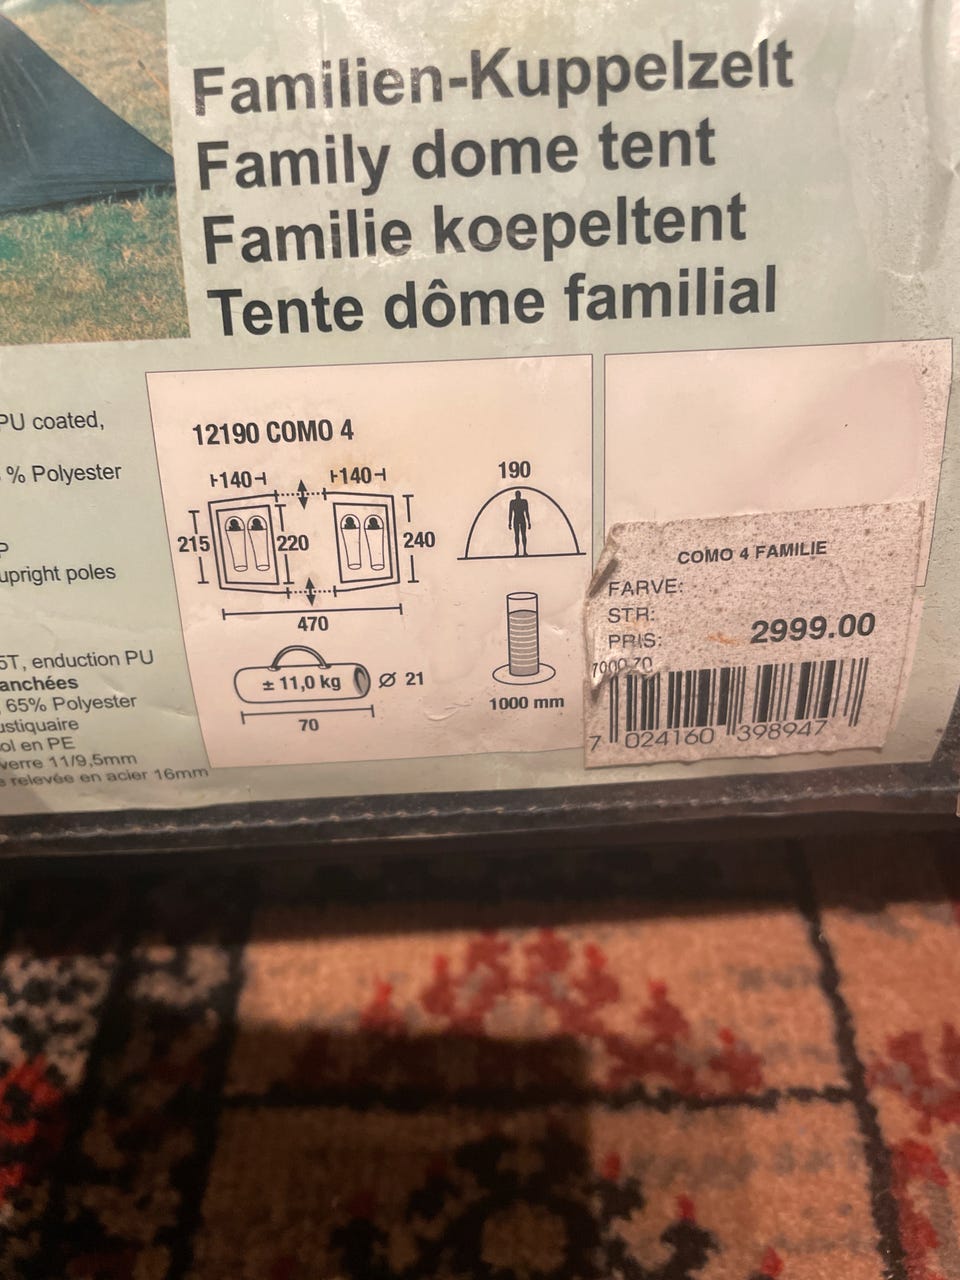 Familien-Kuppelzelt
Family dome tent
Familie koepeltent
Tente dôme familial
PU coated,
% Polyester
P
upright poles
5T, enduction PU
anchées
65% Polyester
ustiquaire
ol en PE
verre 11/9,5mm
relevée en acier 16mm
12190 COMO 4
140 140
215 220 240
470
± 11,0 kg Ø 21
70
190
1000 mm
COMO 4 FAMILIE
FARVE:
STR:
PRIS: 2999.00
7 024160 398947